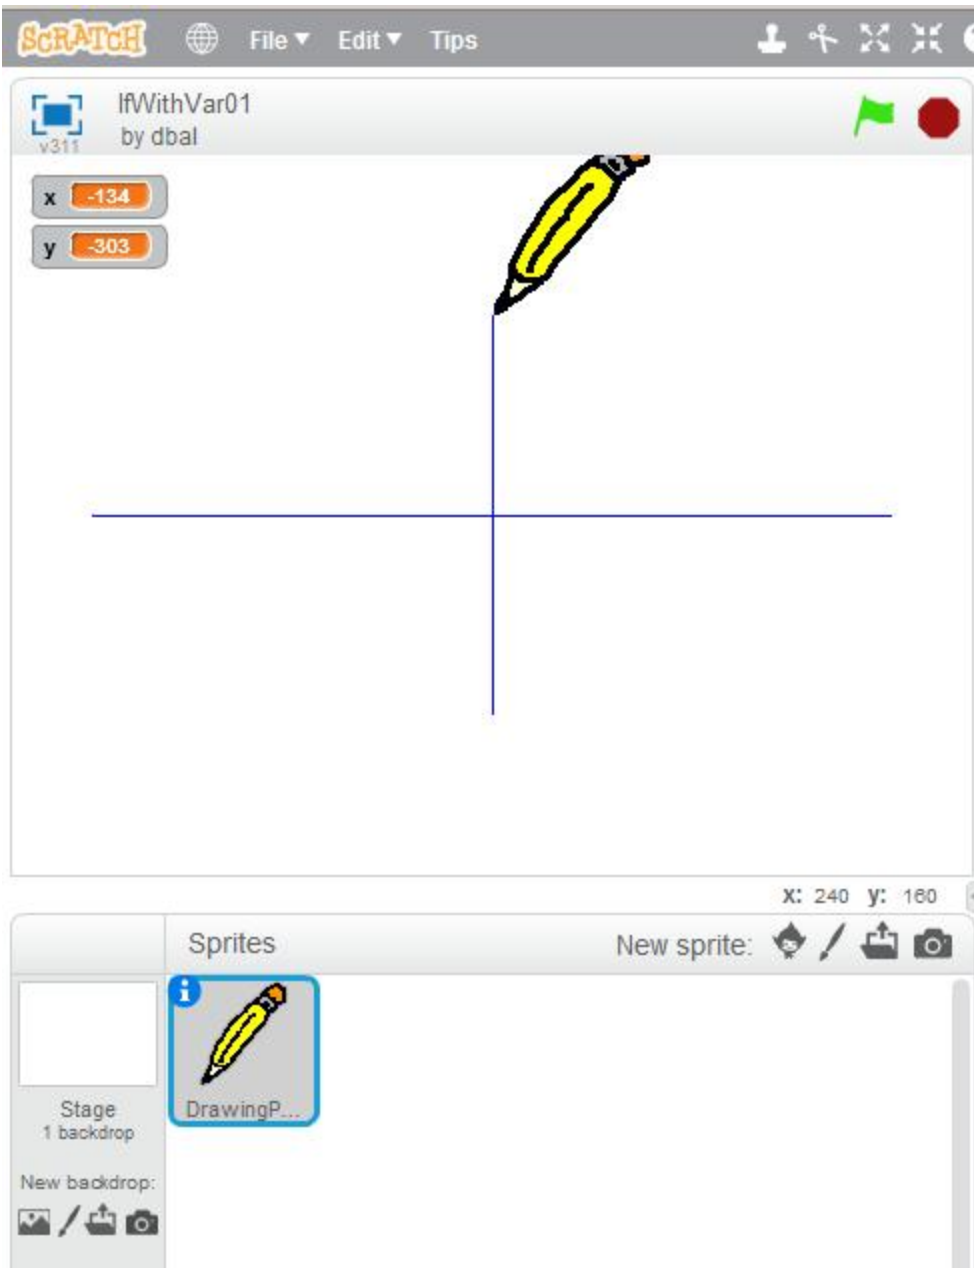 SCRATCH File Edit Tips
IfWithVar01
v311 by dbal
x -134
y -303
x: 240 y: 160
Sprites New sprite:
DrawingP...
Stage
1 backdrop
New backdrop: